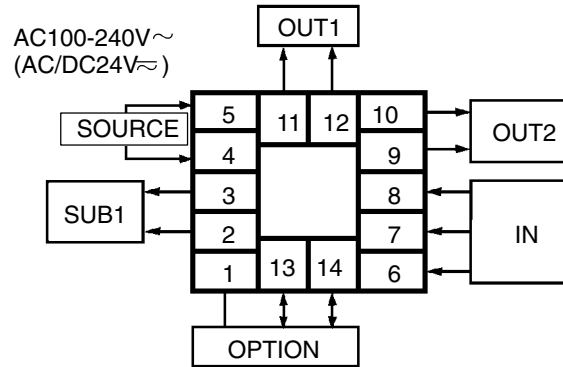 AC100-240V～
(AC/DC24V⎓～)
OUT1
SOURCE
5
11
12
10
OUT2
4
9
SUB1
3
8
IN
2
7
1
13
14
6
OPTION